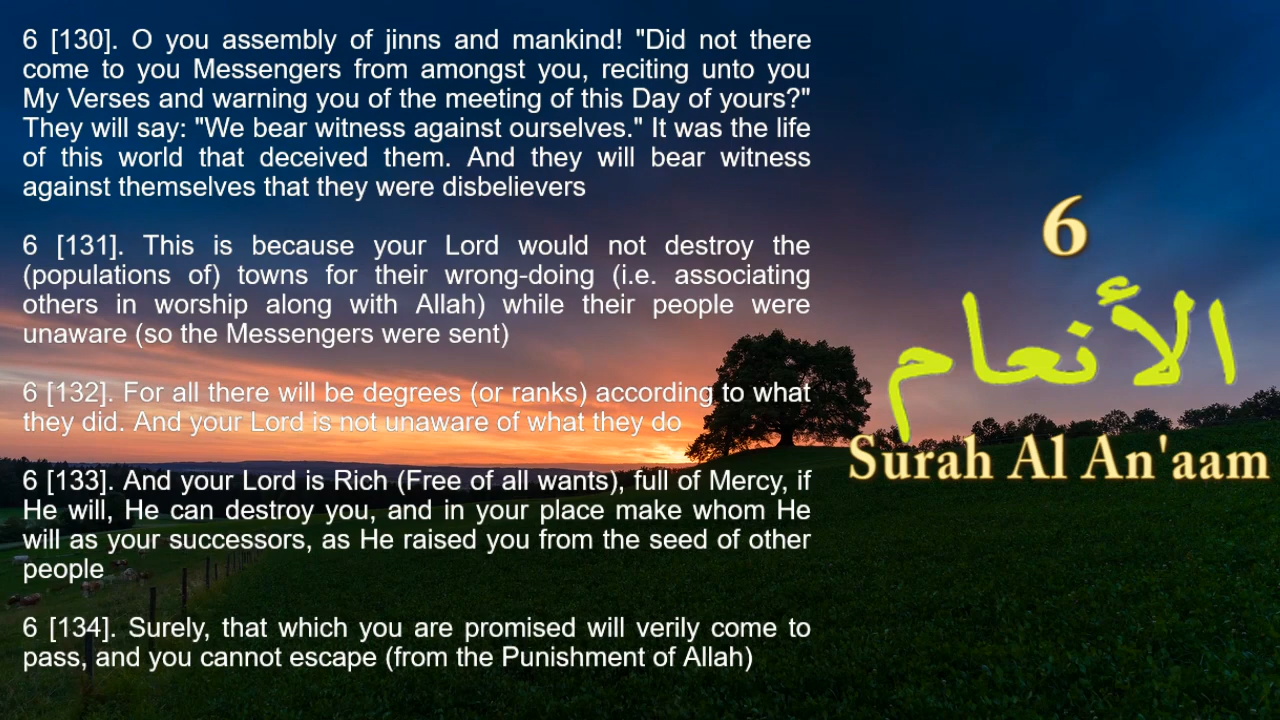 6 [130]. O you assembly of jinns and mankind! "Did not there
come to you Messengers from amongst you, reciting unto you
My Verses and warning you of the meeting of this Day of yours?"
They will say: "We bear witness against ourselves." It was the life
of this world that deceived them. And they will bear witness
against themselves that they were disbelievers
6 [131]. This is because your Lord would not destroy the
(populations of) towns for their wrong-doing (i.e. associating
others in worship along with Allah) while their people were
unaware (so the Messengers were sent)
6 [132]. For all there will be degrees (or ranks) according to what
they did. And your Lord is not unaware of what they do
6 [133]. And your Lord is Rich (Free of all wants), full of Mercy, if
He will, He can destroy you, and in your place make whom He
will as your successors, as He raised you from the seed of other
people
6 [134]. Surely, that which you are promised will verily come to
pass, and you cannot escape (from the Punishment of Allah)
6
الأنعام
Surah Al An'aam